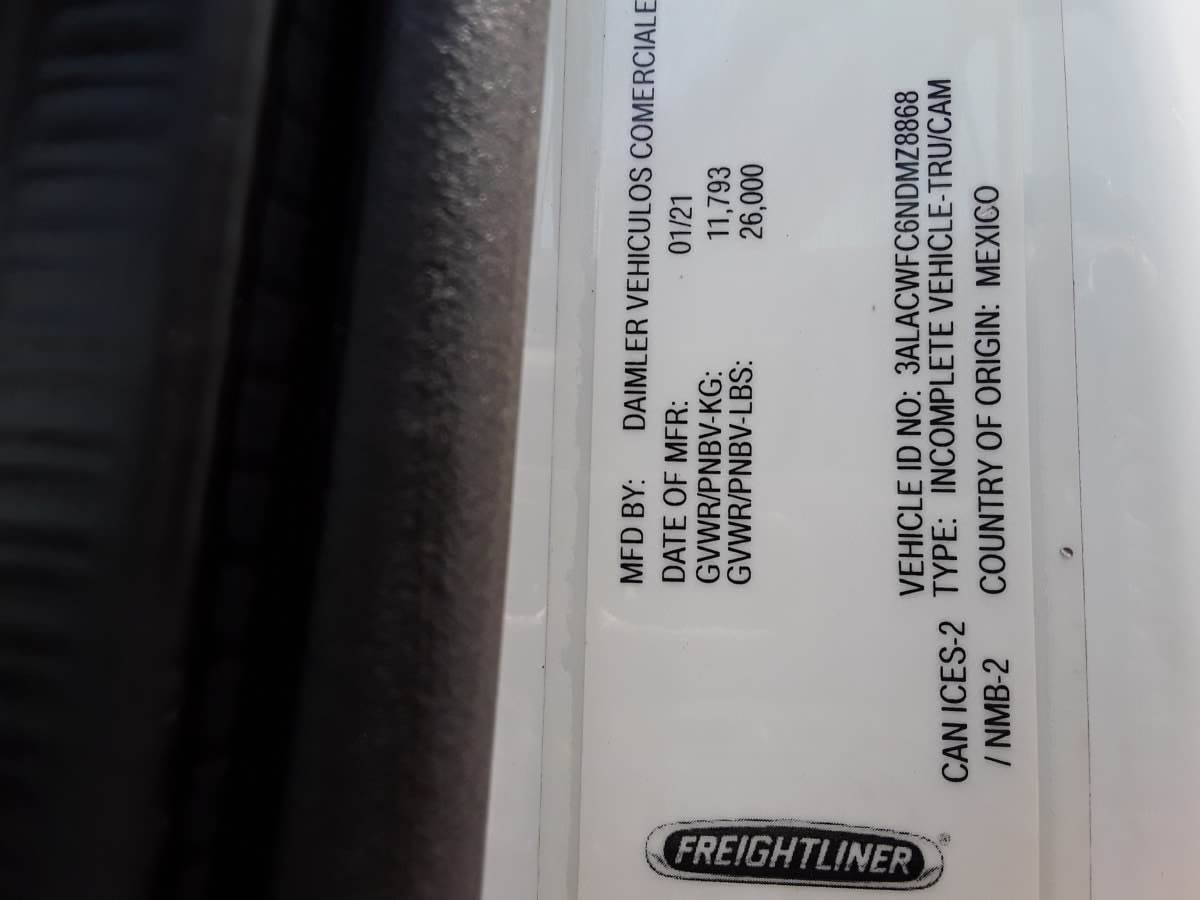 MFD BY: DAIMLER VEHICULOS COMERCIALE
DATE OF MFR: 01/21
GVWR/PNBV-KG: 11,793
GVWR/PNBV-LBS: 26,000
VEHICLE ID NO: 3ALACWFC6NDMZ8868
CAN ICES-2 TYPE: INCOMPLETE VEHICLE-TRU/CAM
/ NMB-2 COUNTRY OF ORIGIN: MEXICO
FREIGHTLINER®